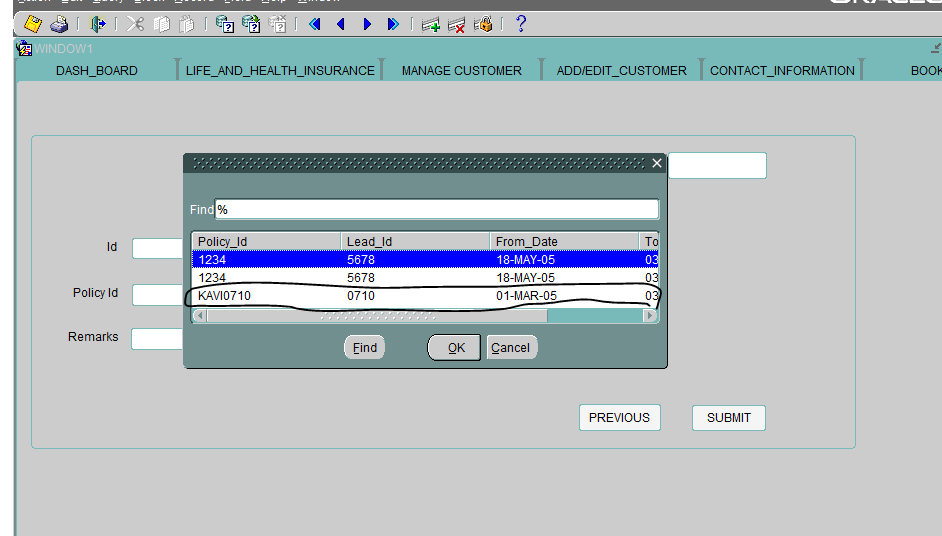 WINDOW1
DASH_BOARD LIFE_AND_HEALTH_INSURANCE MANAGE CUSTOMER ADD/EDIT_CUSTOMER CONTACT_INFORMATION BOOK
Find %
Policy_Id Lead_Id From_Date To
1234 5678 18-MAY-05 03
1234 5678 18-MAY-05 03
KAVI0710 0710 01-MAR-05 03
Id
Policy Id
Remarks
Find OK Cancel
PREVIOUS SUBMIT